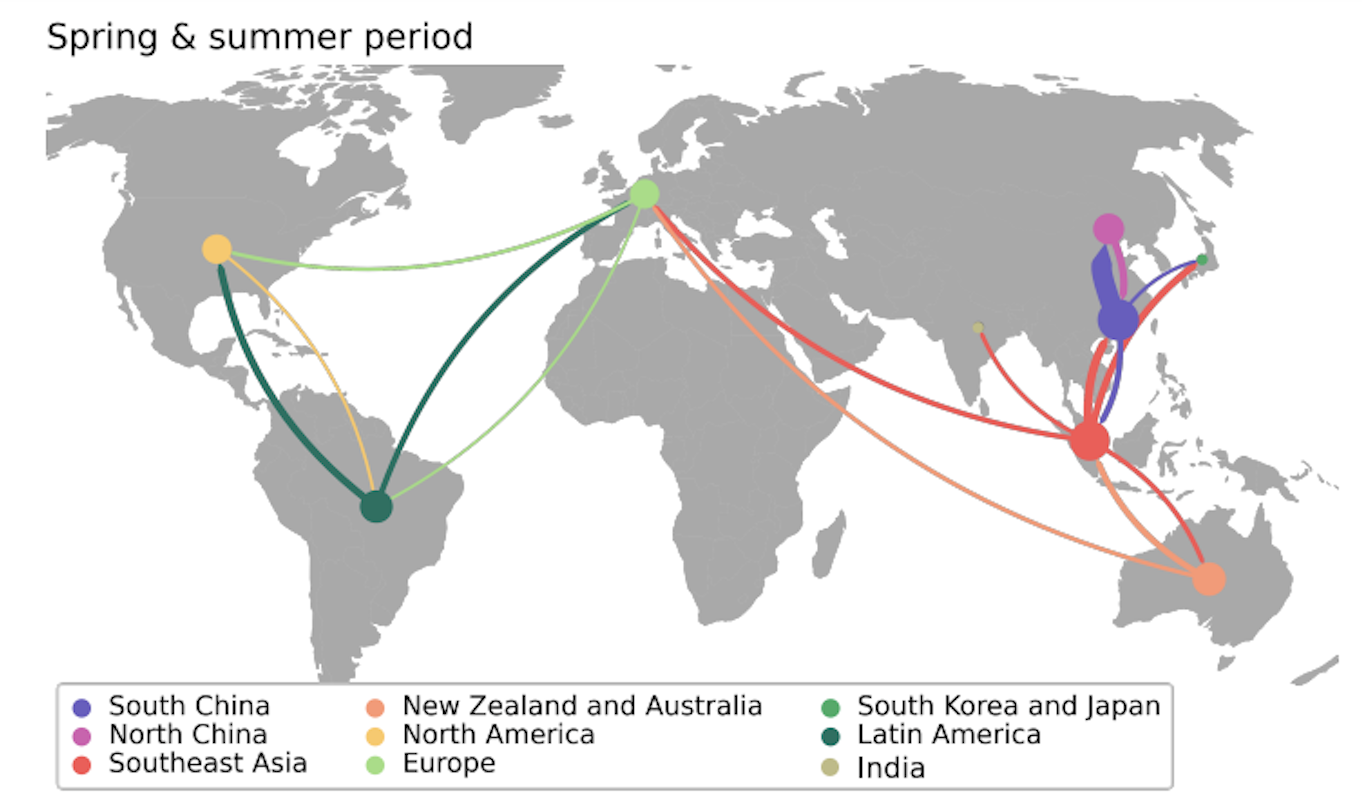 Spring & summer period
South China
North China
Southeast Asia
New Zealand and Australia
North America
Europe
South Korea and Japan
Latin America
India